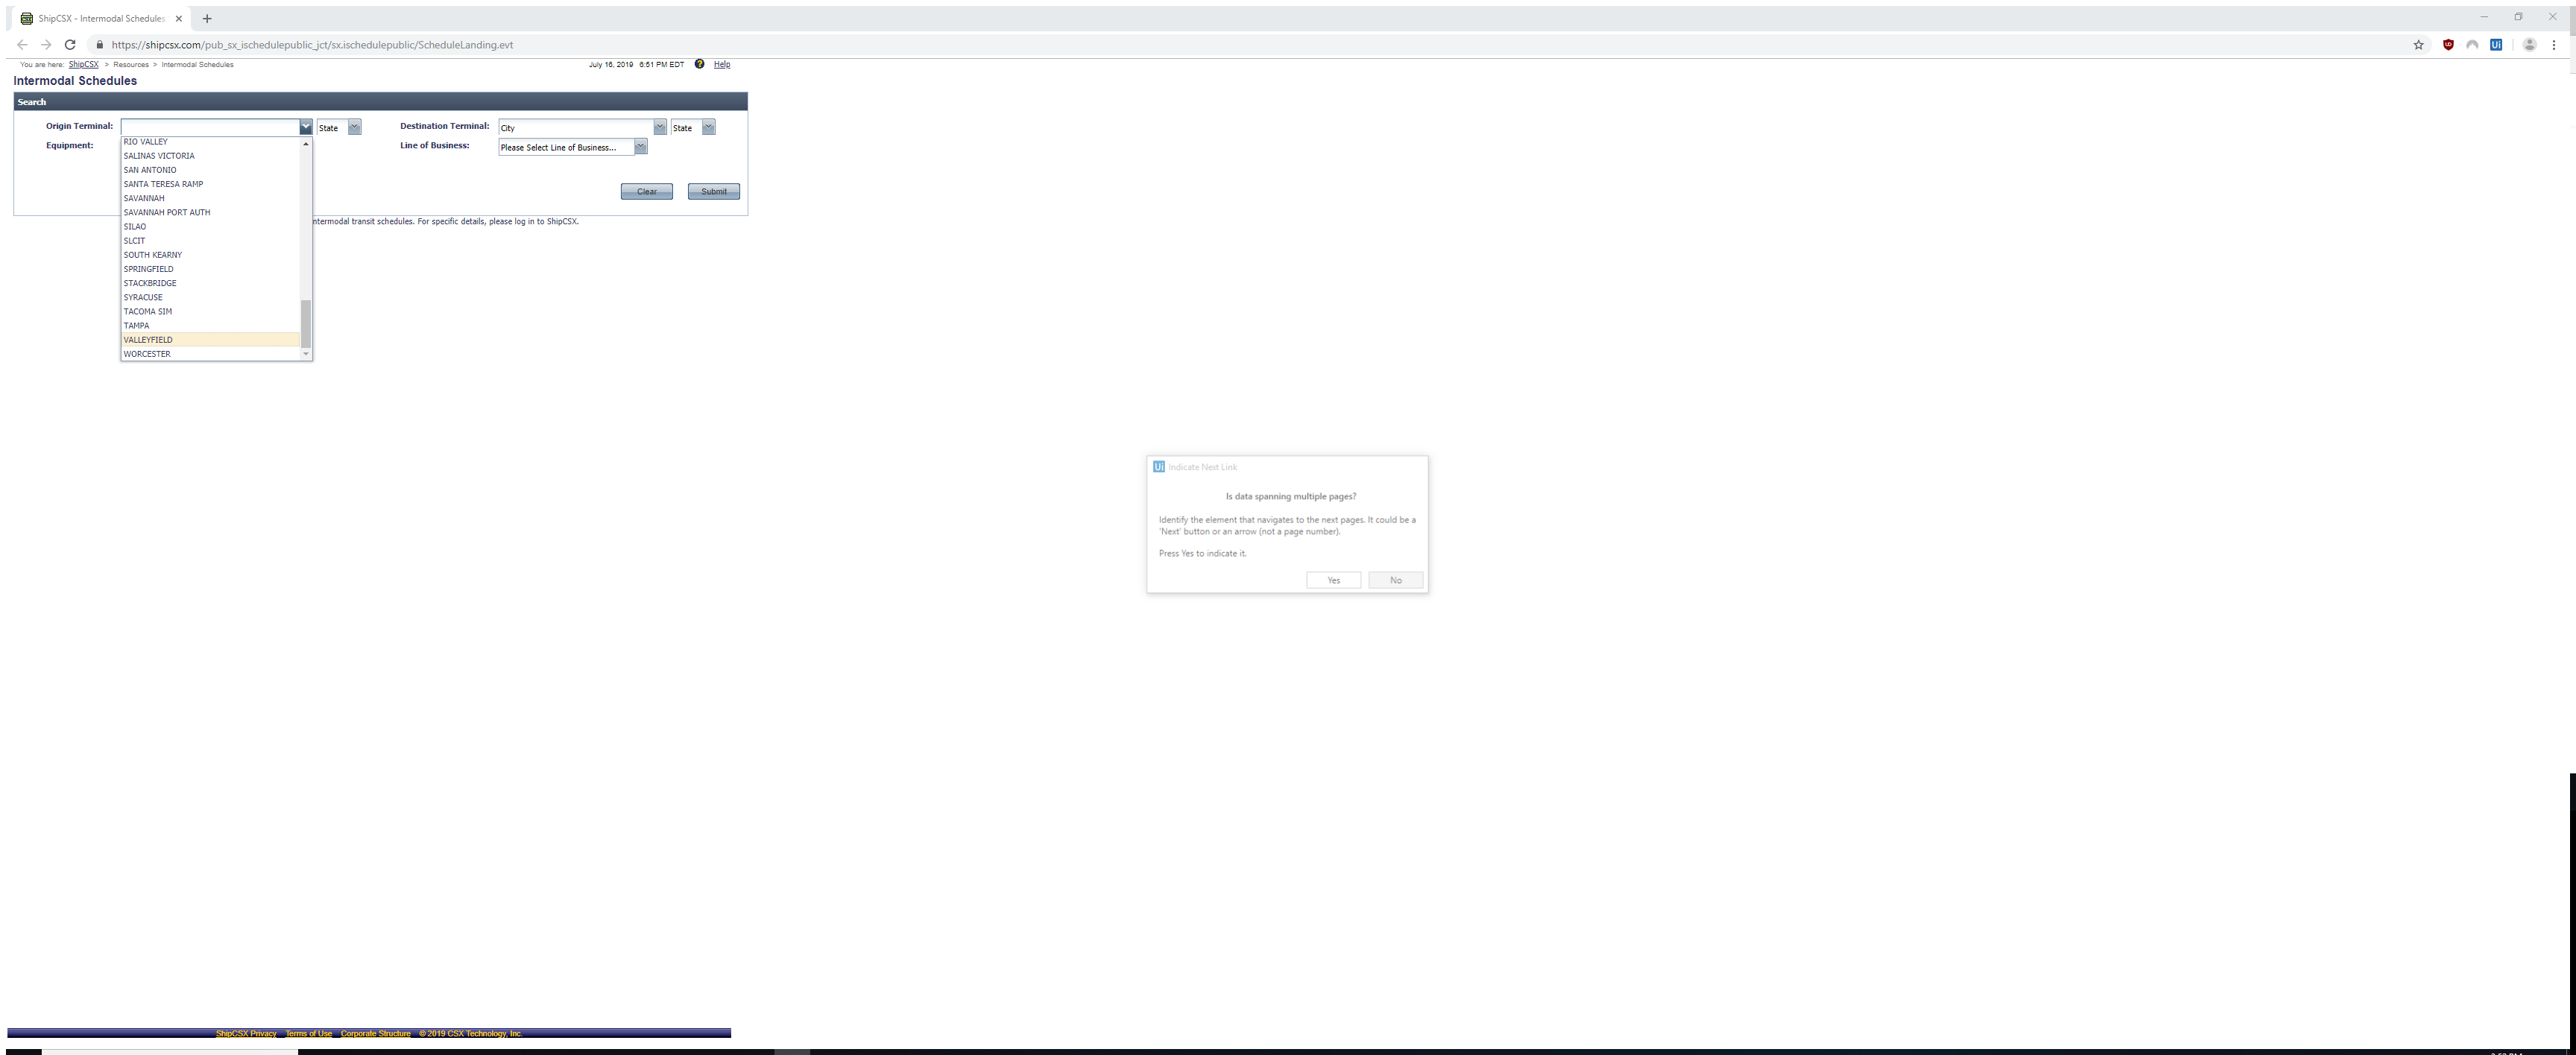 ShipCSX - Intermodal Schedules
https://shipcsx.com/pub_sx_ischedulepublic_jct/sx.ischedulepublic/ScheduleLanding.evt
You are here: ShipCSX > Resources > Intermodal Schedules July 16, 2019 6:51 PM EDT ? Help
Intermodal Schedules
Search
Origin Terminal: State Destination Terminal: City State
Equipment: Line of Business: Please Select Line of Business...
RIO VALLEY
SALINAS VICTORIA
SAN ANTONIO
SANTA TERESA RAMP
SAVANNAH
SAVANNAH PORT AUTH
SILAO
SLCIT
SOUTH KEARNY
SPRINGFIELD
STACKBRIDGE
SYRACUSE
TACOMA SIM
TAMPA
VALLEYFIELD
WORCESTER
Clear Submit
ntermodal transit schedules. For specific details, please log in to ShipCSX.
Ui Indicate Next Link
Is data spanning multiple pages?
Identify the element that navigates to the next pages. It could be a
'Next' button or an arrow (not a page number).
Press Yes to indicate it.
Yes No
ShipCSX Privacy Terms of Use Corporate Structure © 2019 CSX Technology, Inc.